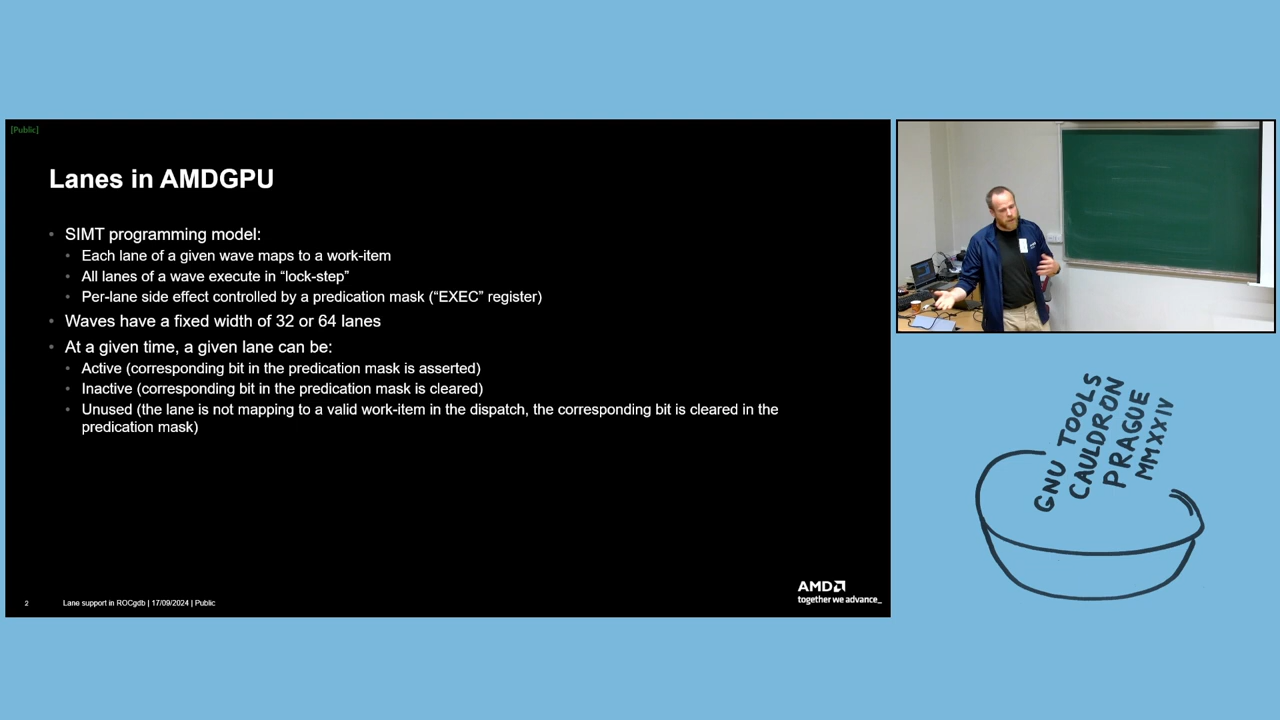 [Public]
Lanes in AMDGPU
• SIMT programming model:
• Each lane of a given wave maps to a work-item
• All lanes of a wave execute in “lock-step”
• Per-lane side effect controlled by a predication mask (“EXEC” register)
• Waves have a fixed width of 32 or 64 lanes
• At a given time, a given lane can be:
• Active (corresponding bit in the predication mask is asserted)
• Inactive (corresponding bit in the predication mask is cleared)
• Unused (the lane is not mapping to a valid work-item in the dispatch, the corresponding bit is cleared in the
predication mask)
2 Lane support in ROCgdb | 17/09/2024 | Public
AMD
together we advance_
GNU TOOLS
CAULDRON
PRAGUE
MMXXIV